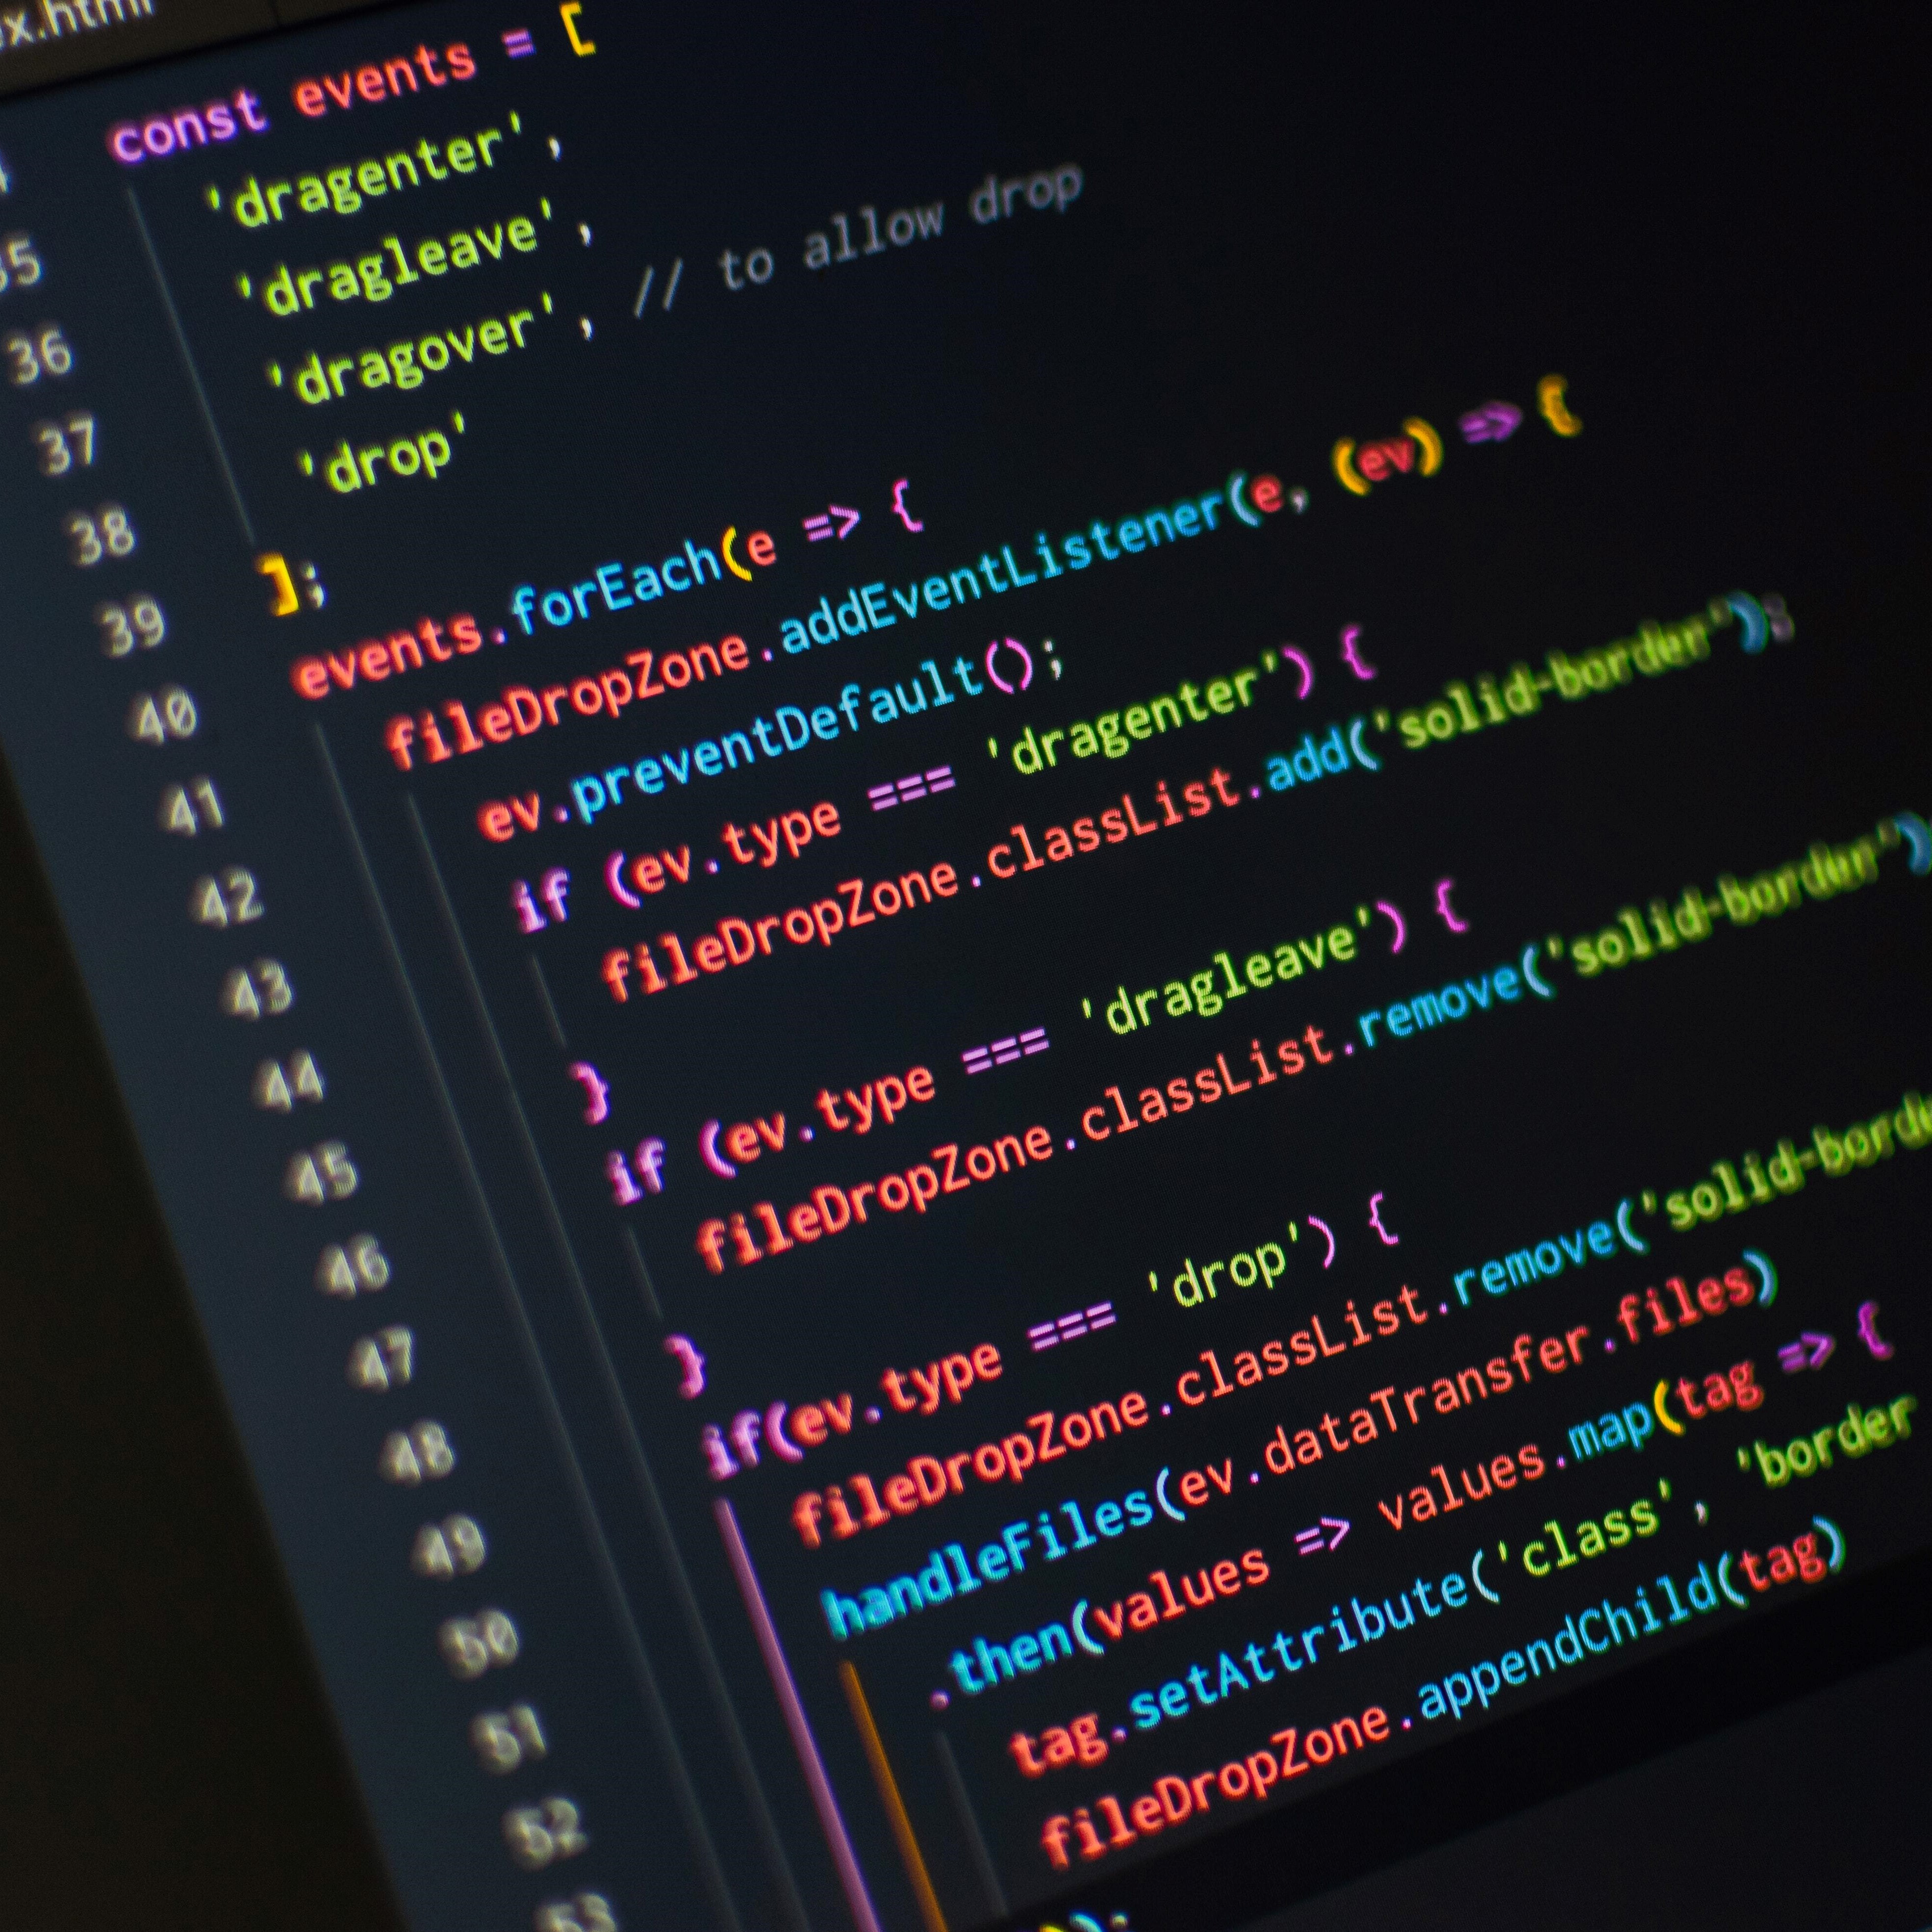 x.html
4 const events = [
35 'dragenter',
36 'dragleave',
37 'dragover', // to allow drop
38 'drop'
39 ];
40 events.forEach(e => {
41 fileDropZone.addEventListener(e, (ev) => {
42 ev.preventDefault();
43 if (ev.type === 'dragenter') {
44 fileDropZone.classList.add('solid-border');
45 }
46 if (ev.type === 'dragleave') {
47 fileDropZone.classList.remove('solid-border')
48 }
49 if(ev.type === 'drop') {
50 fileDropZone.classList.remove('solid-borde
51 handleFiles(ev.dataTransfer.files)
52 .then(values => values.map(tag => {
53 tag.setAttribute('class', 'border
fileDropZone.appendChild(tag)
);